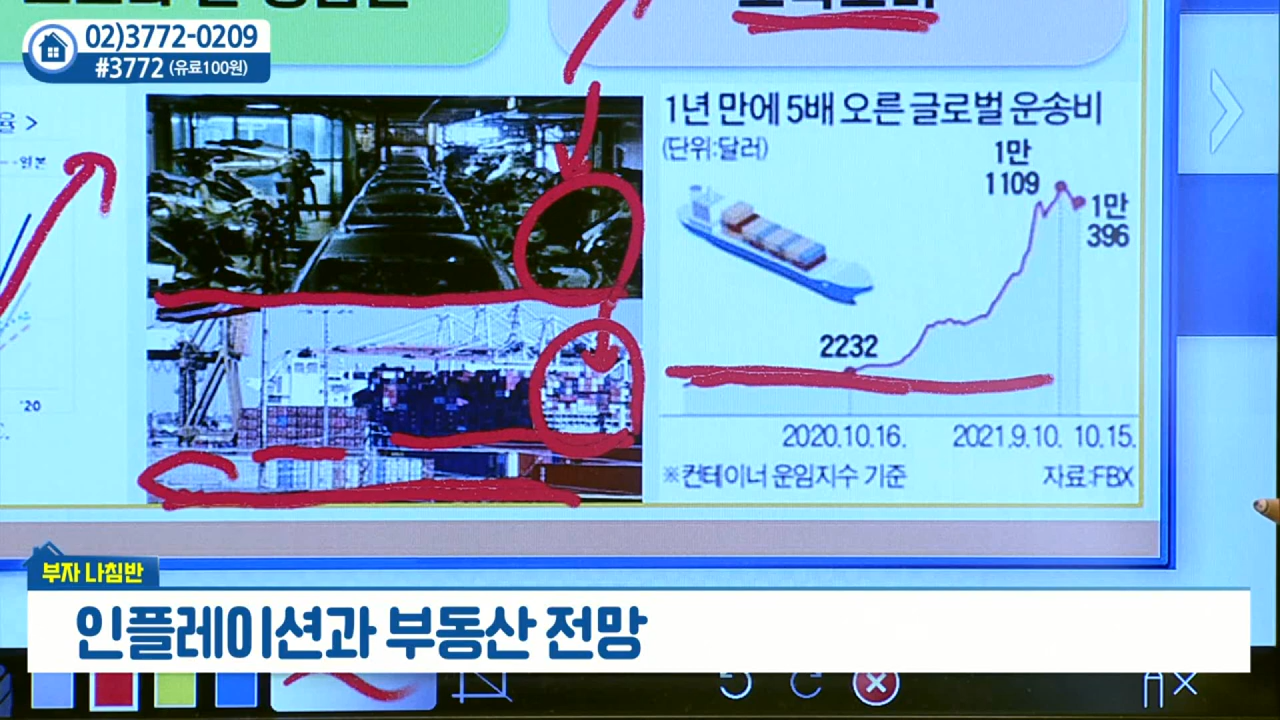 02)3772-0209
#3772 (유료100원)
1년 만에 5배 오른 글로벌 운송비
(단위:달러)
1만
1109
1만
396
일본
2232
'20
2020.10.16.
2021.9.10.
10.15.
※컨테이너 운임지수 기준
자료:FBX
부자 나침반
인플레이션과 부동산 전망